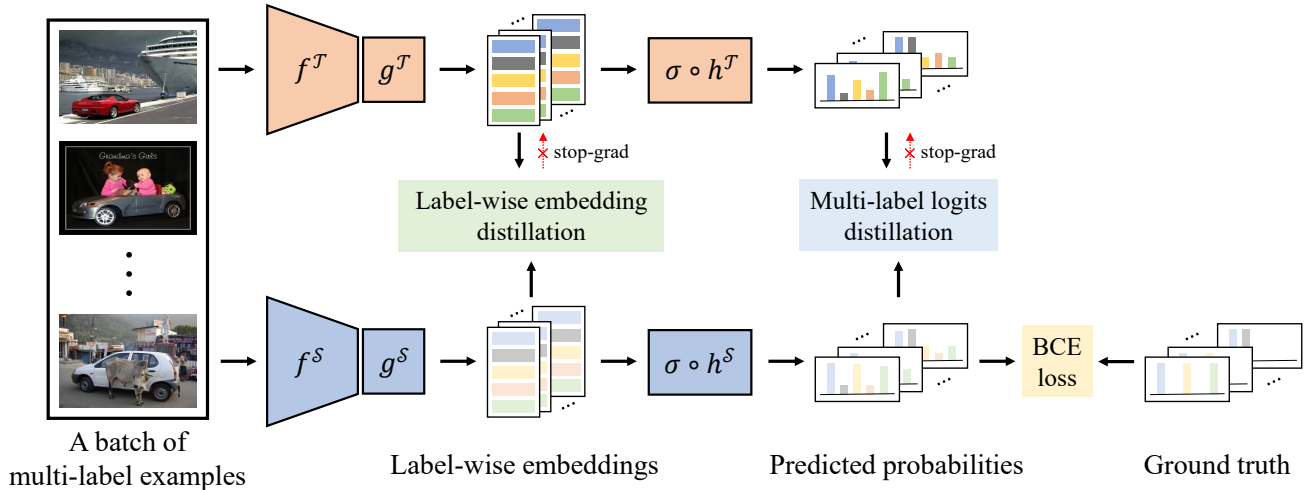 f^𝒯
g^𝒯
σ ∘ h^𝒯
Grandma's Girls
stop-grad
stop-grad
Label-wise embedding
distillation
Multi-label logits
distillation
f^𝒮
g^𝒮
σ ∘ h^𝒮
BCE
loss
A batch of
multi-label examples
Label-wise embeddings
Predicted probabilities
Ground truth